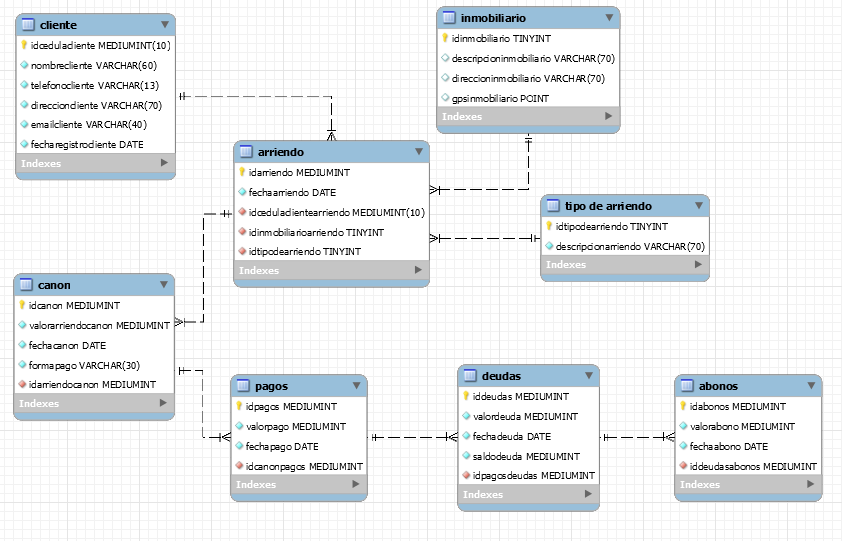 cliente
idceduladiente MEDIUMINT(10)
nombrecliente VARCHAR(60)
telefonocliente VARCHAR(13)
direcciondiente VARCHAR(70)
emailcliente VARCHAR(40)
fecharegistrodiente DATE
Indexes
inmobiliario
idinmobiliario TINYINT
descripcioninmobiliario VARCHAR(70)
direccioninmobiliario VARCHAR(70)
gpsinmobiliario POINT
Indexes
arriendo
idarriendo MEDIUMINT
fechaarriendo DATE
idceduladientearriendo MEDIUMINT(10)
idinmobiliarioarriendo TINYINT
idtipodearriendo TINYINT
Indexes
tipo de arriendo
idtipodearriendo TINYINT
descripcionarriendo VARCHAR(70)
Indexes
canon
idcanon MEDIUMINT
valorarriendocanon MEDIUMINT
fechacanon DATE
formapago VARCHAR(30)
idarriendocanon MEDIUMINT
Indexes
pagos
idpagos MEDIUMINT
valorpago MEDIUMINT
fechapago DATE
idcanonpagos MEDIUMINT
Indexes
deudas
iddeudas MEDIUMINT
valordeuda MEDIUMINT
fechadeuda DATE
saldodeuda MEDIUMINT
idpagosdeudas MEDIUMINT
Indexes
abonos
idabonos MEDIUMINT
valorabono MEDIUMINT
fechaabono DATE
iddeudasabonos MEDIUMINT
Indexes